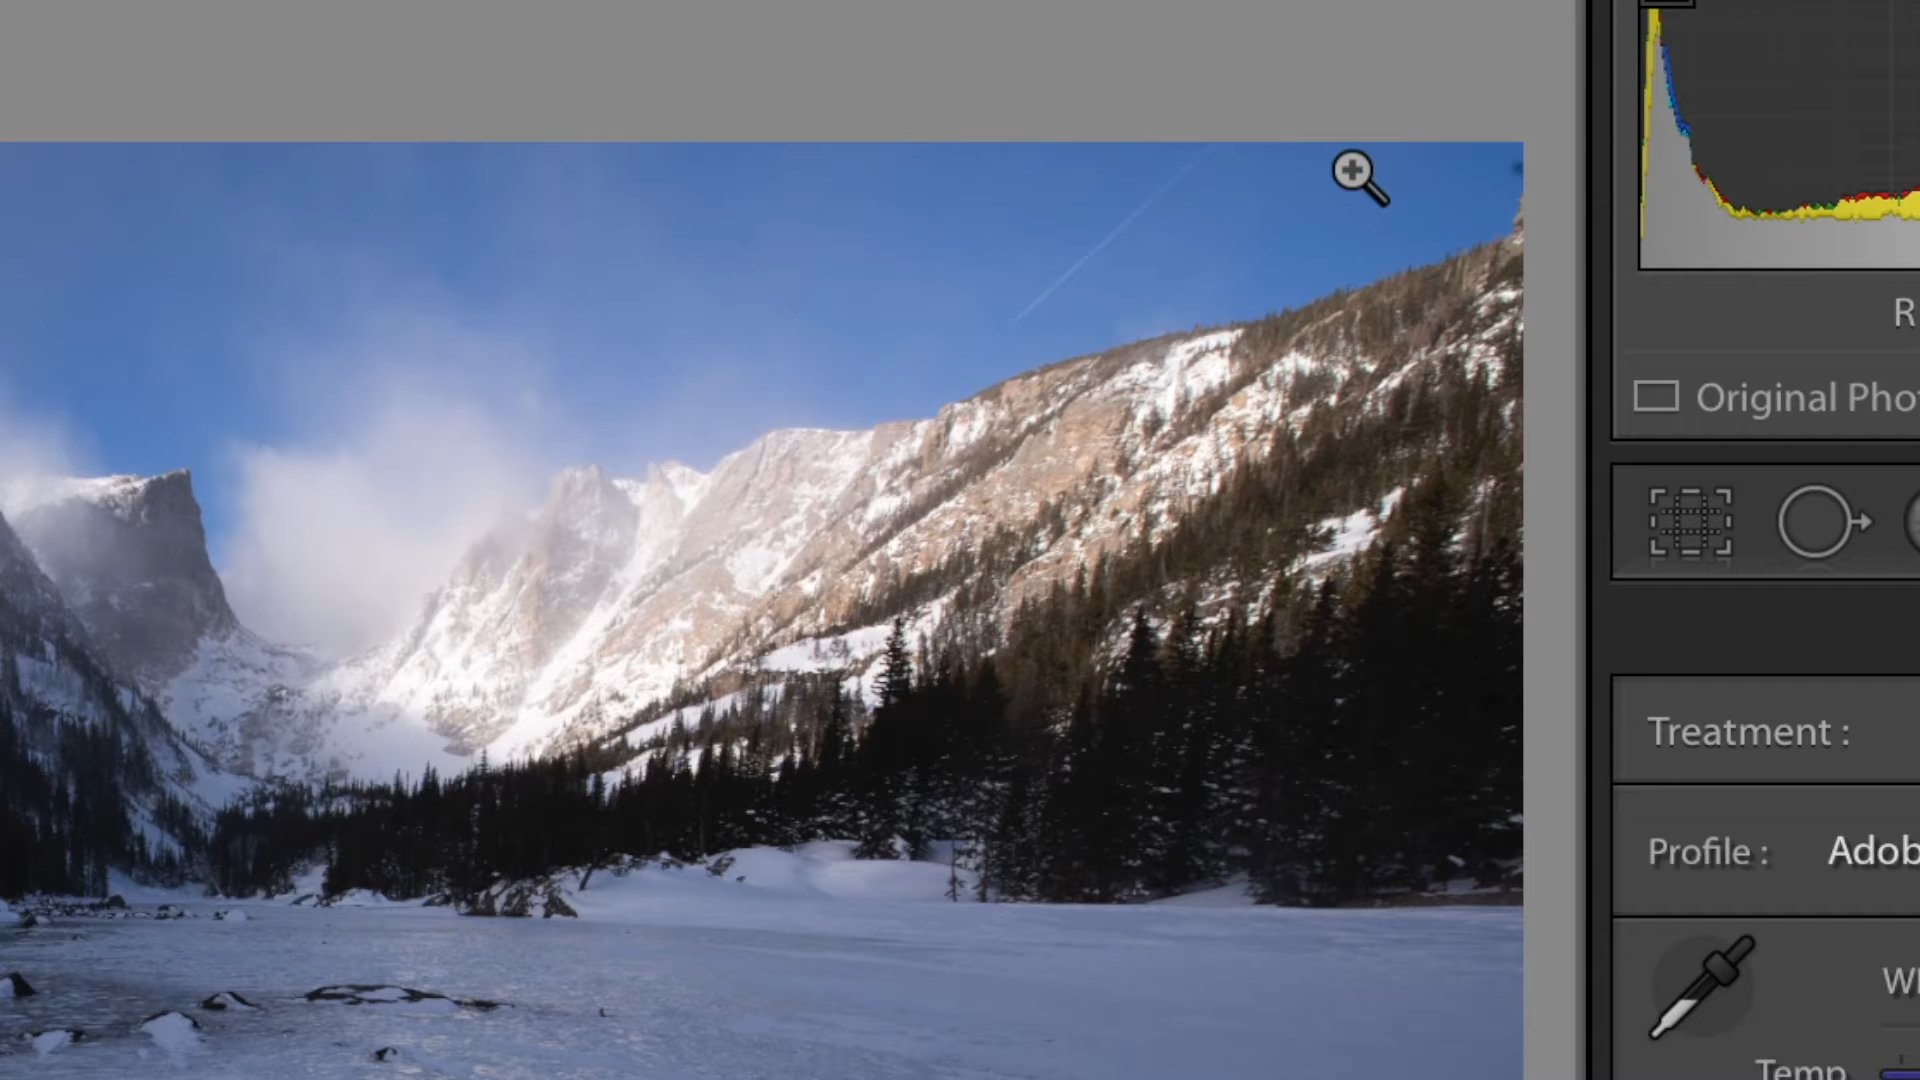 Original Pho
Treatment :
Profile : Adob
Temp